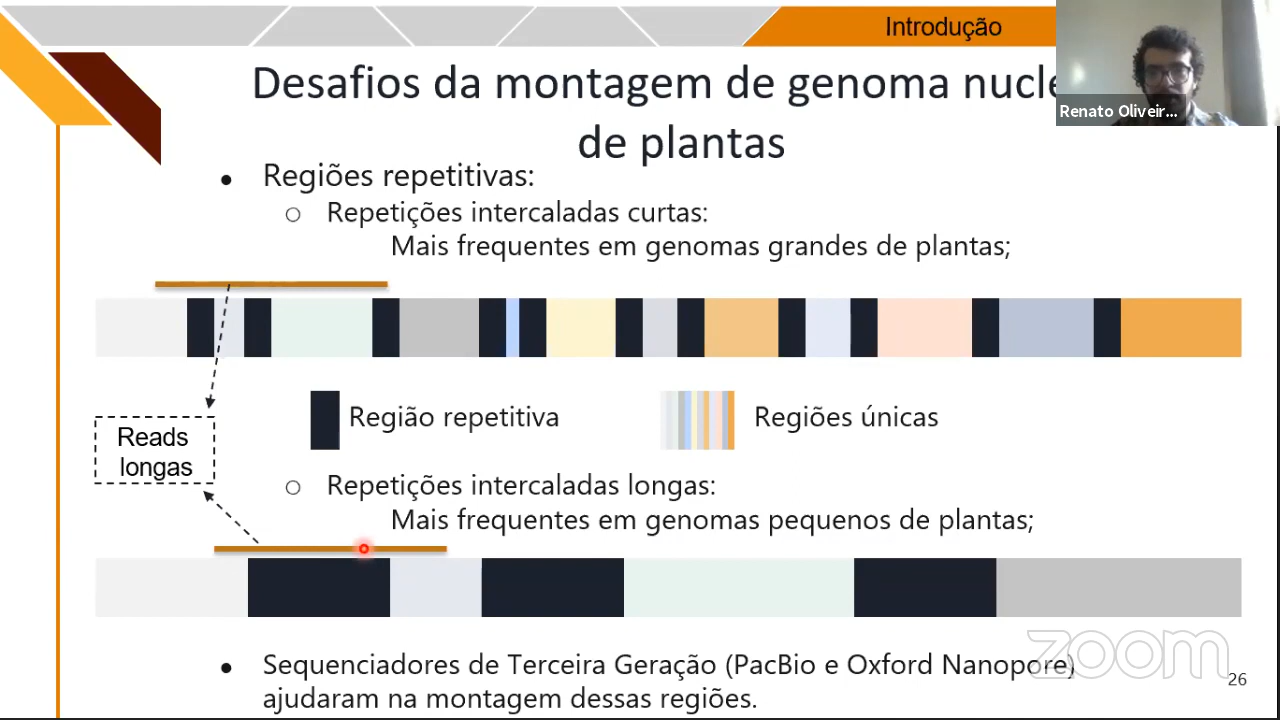 Introdução
Desafios da montagem de genoma nucle
de plantas
Renato Oliveir...
● Regiões repetitivas:
○ Repetições intercaladas curtas:
Mais frequentes em genomas grandes de plantas;
Região repetitiva
Regiões únicas
Reads
longas
○ Repetições intercaladas longas:
Mais frequentes em genomas pequenos de plantas;
● Sequenciadores de Terceira Geração (PacBio e Oxford Nanopore)
ajudaram na montagem dessas regiões.
zoom
26